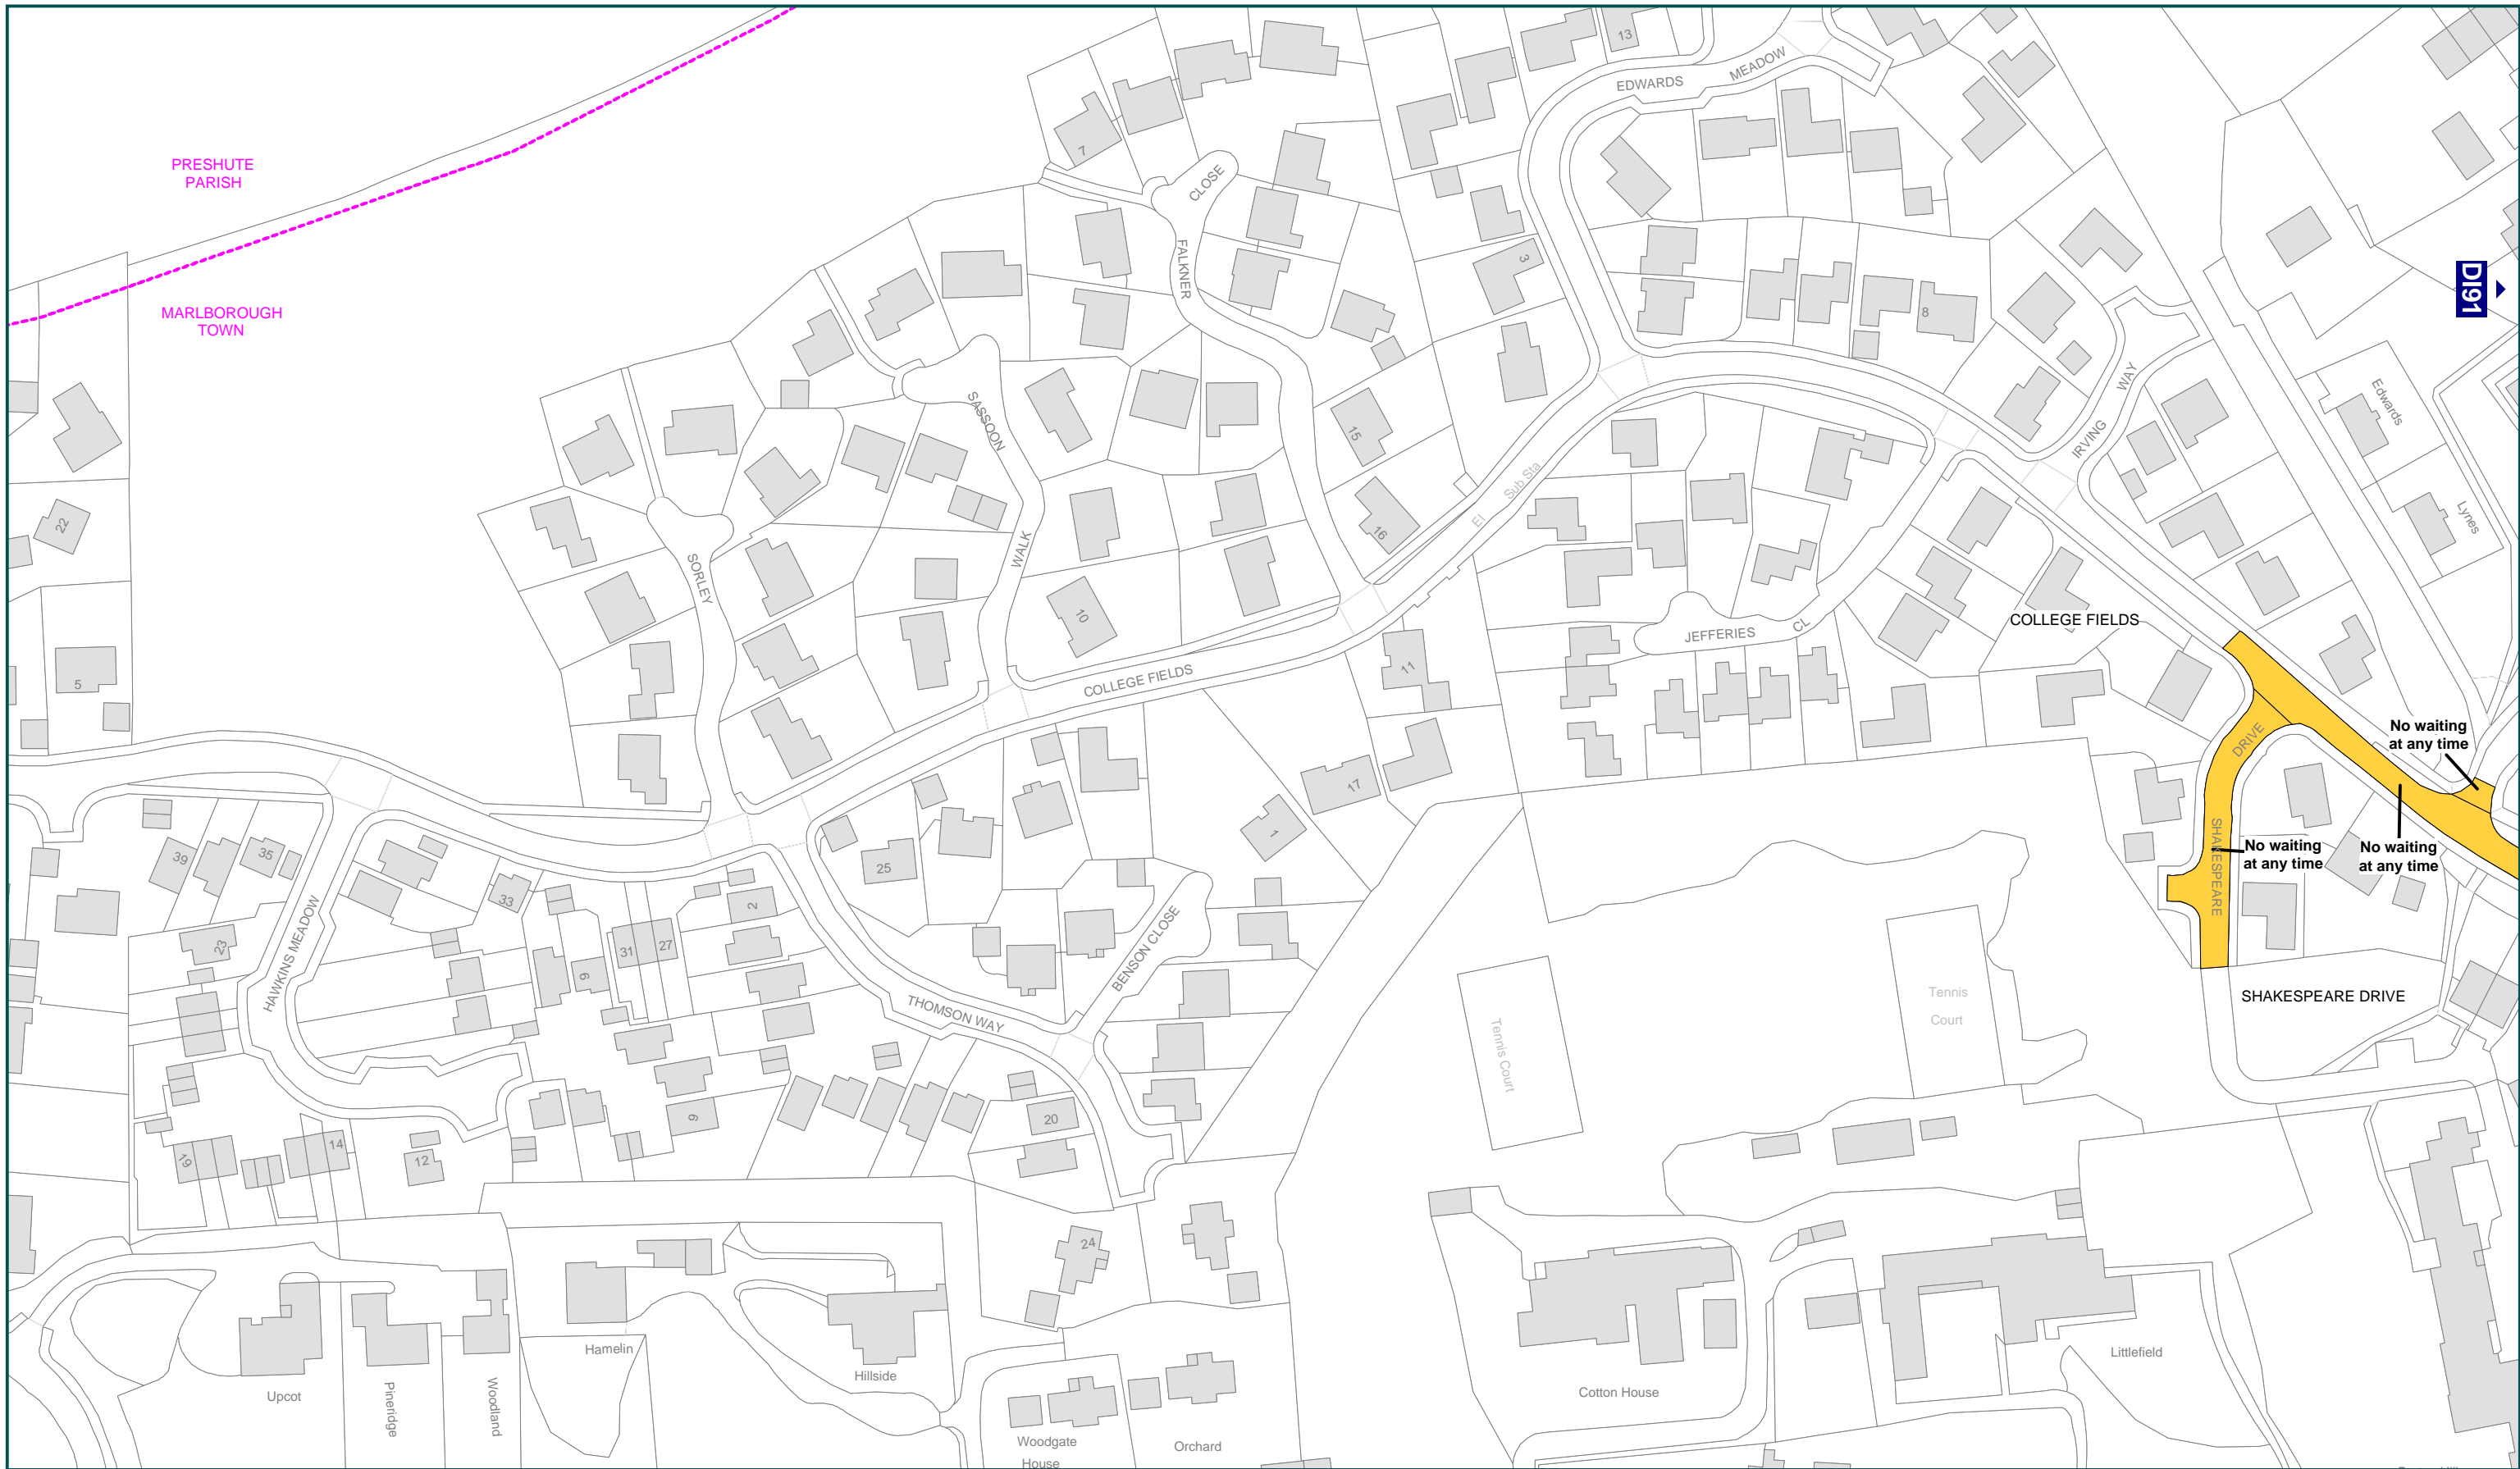 13
EDWARDS
MEADOW
7
PRESHUTE
PARISH
CLOSE
FALKNER
3
DI91
MARLBOROUGH
TOWN
8
WAY
IRVING
Edwards
SASSOON
15
Sub Sta
El
Lynes
22
16
WALK
SORLEY
10
COLLEGE FIELDS
JEFFERIES
CL
11
5
COLLEGE FIELDS
DRIVE
No waiting
at any time
17
1
SHAKESPEARE
No waiting
at any time
No waiting
at any time
39
35
25
33
2
HAWKINS MEADOW
23
31
27
6
BENSON CLOSE
THOMSON WAY
Tennis
Court
SHAKESPEARE DRIVE
Tennis Court
9
20
19
14
12
24
Hamelin
Hillside
Littlefield
Upcot
Pineridge
Woodland
Cotton House
Woodgate
House
Orchard